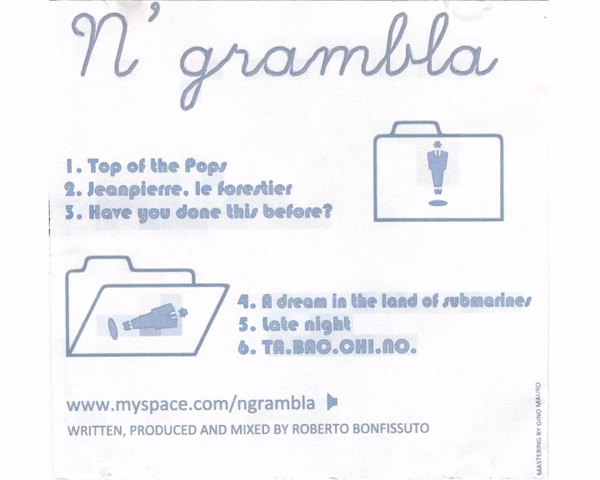 N' grambla
1. Top of the Pops
2. Jeanpierre, le forestier
3. Have you done this before?
4. A dream in the land of submarines
5. Late night
6. TA.BAC.CHI.NO.
www.myspace.com/ngrambla
WRITTEN, PRODUCED AND MIXED BY ROBERTO BONFISSUTO
MASTERING BY GINO MAURO